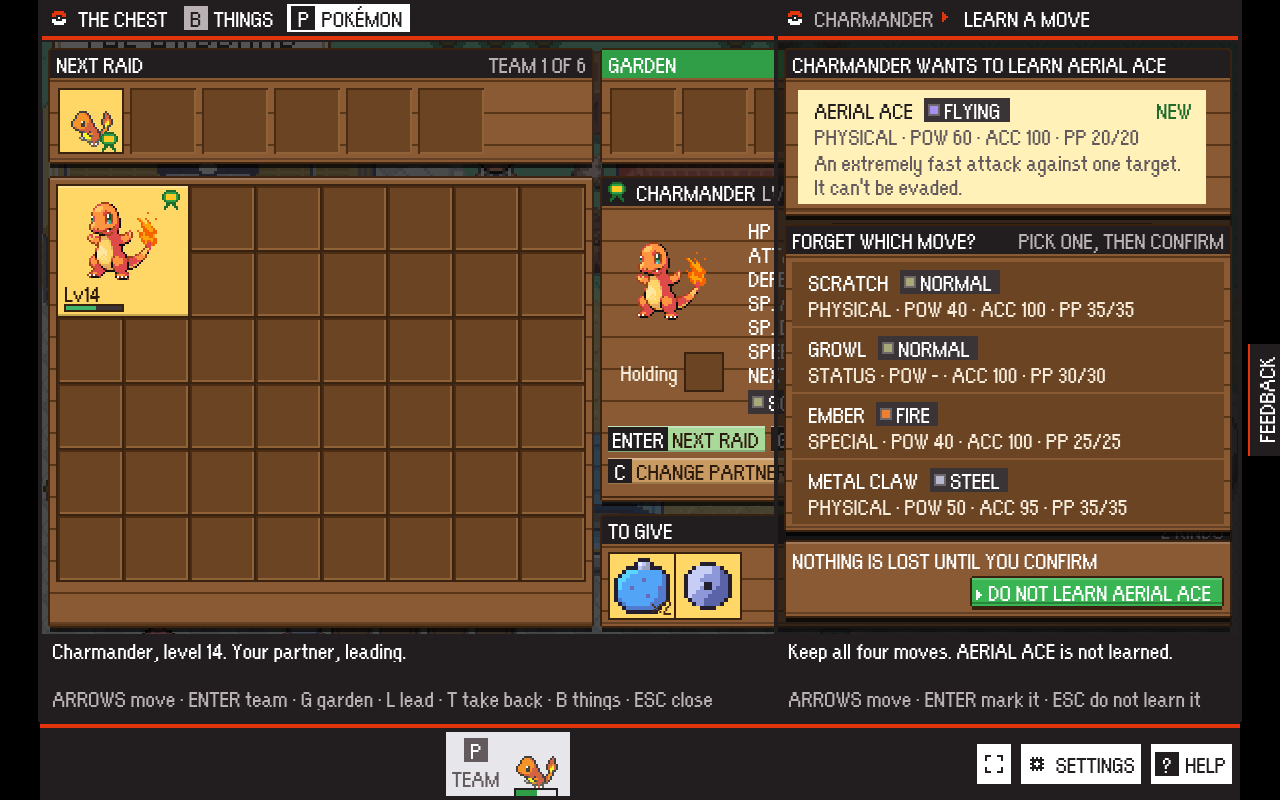 THE CHEST B THINGS P POKÉMON
NEXT RAID TEAM 1 OF 6
Lv14
GARDEN
CHARMANDER LV
HP
DEF
SP.
SP.
Holding
ENTER NEXT RAID
C CHANGE PARTNE
TO GIVE
2
CHARMANDER LEARN A MOVE
CHARMANDER WANTS TO LEARN AERIAL ACE
AERIAL ACE FLYING NEW
PHYSICAL · POW 60 · ACC 100 · PP 20/20
An extremely fast attack against one target.
It can't be evaded.
FORGET WHICH MOVE? PICK ONE, THEN CONFIRM
SCRATCH NORMAL
PHYSICAL · POW 40 · ACC 100 · PP 35/35
GROWL NORMAL
STATUS · POW - · ACC 100 · PP 30/30
EMBER FIRE
SPECIAL · POW 40 · ACC 100 · PP 25/25
METAL CLAW STEEL
PHYSICAL · POW 50 · ACC 95 · PP 35/35
NOTHING IS LOST UNTIL YOU CONFIRM
DO NOT LEARN AERIAL ACE
Charmander, level 14. Your partner, leading.
ARROWS move · ENTER team · G garden · L lead · T take back · B things · ESC close
Keep all four moves. AERIAL ACE is not learned.
ARROWS move · ENTER mark it · ESC do not learn it
FEEDBACK
P
TEAM
SETTINGS
? HELP